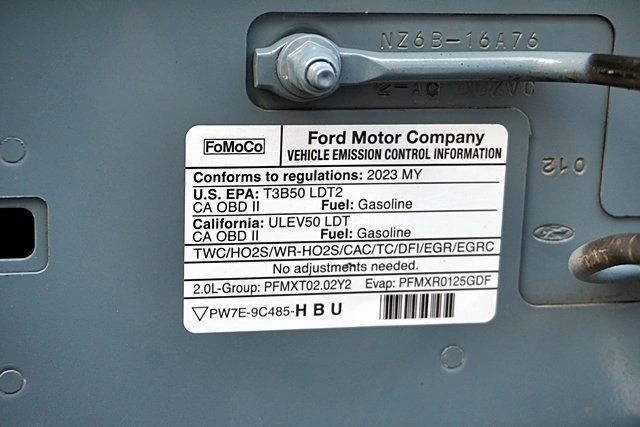 NZ6B-16A76
FoMoCo
Ford Motor Company
VEHICLE EMISSION CONTROL INFORMATION
Conforms to regulations: 2023 MY
U.S. EPA: T3B50 LDT2
CA OBD II Fuel: Gasoline
California: ULEV50 LDT
CA OBD II Fuel: Gasoline
TWC/HO2S/WR-HO2S/CAC/TC/DFI/EGR/EGRC
No adjustments needed.
2.0L-Group: PFMXT02.02Y2 Evap: PFMXR0125GDF
PW7E-9C485-HBU
012